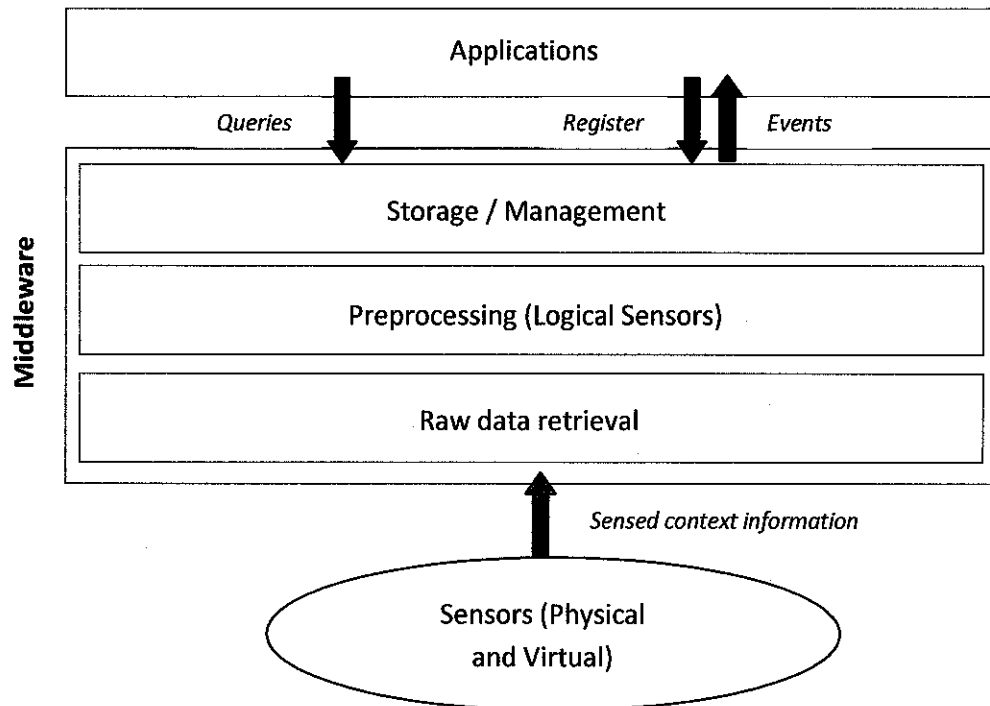 Applications
Queries
Register
Events
Storage / Management
Preprocessing (Logical Sensors)
Middleware
Raw data retrieval
Sensed context information
Sensors (Physical
and Virtual)